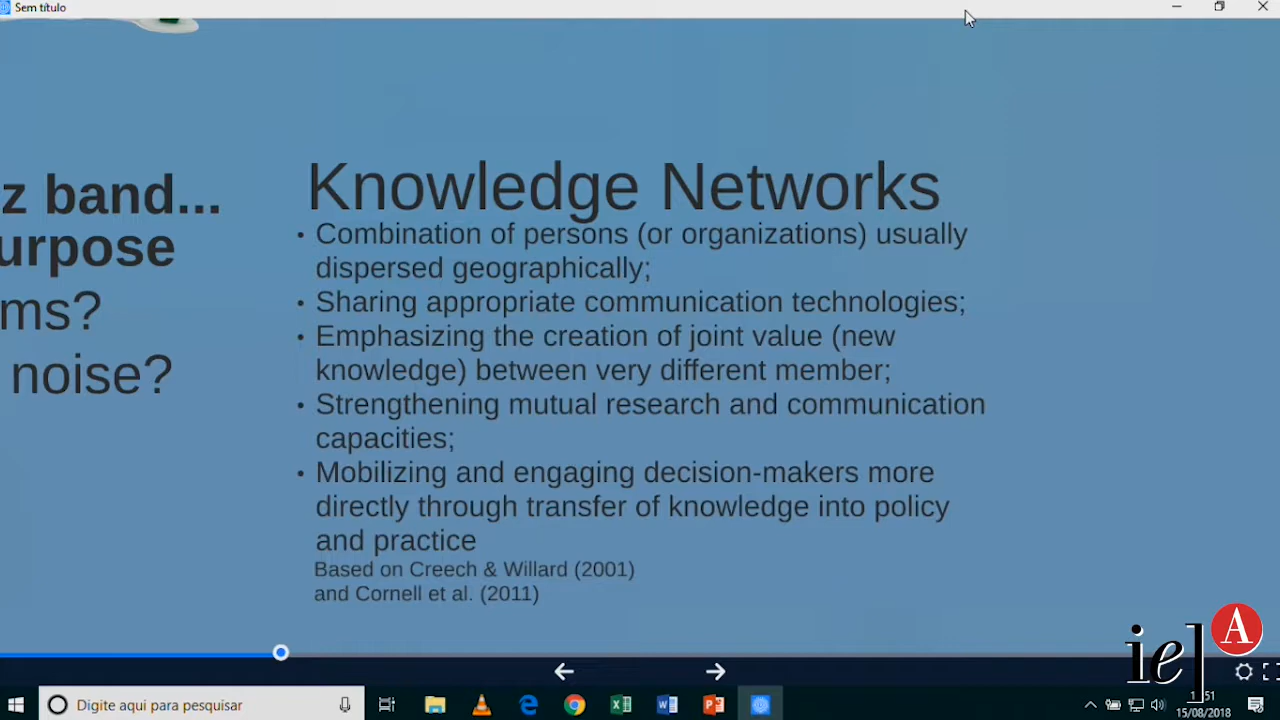 Sem título
z band...
urpose
ms?
noise?
Knowledge Networks
• Combination of persons (or organizations) usually
dispersed geographically;
• Sharing appropriate communication technologies;
• Emphasizing the creation of joint value (new
knowledge) between very different member;
• Strengthening mutual research and communication
capacities;
• Mobilizing and engaging decision-makers more
directly through transfer of knowledge into policy
and practice
Based on Creech & Willard (2001)
and Cornell et al. (2011)
ie] A
Digite aqui para pesquisar
51
15/08/2018